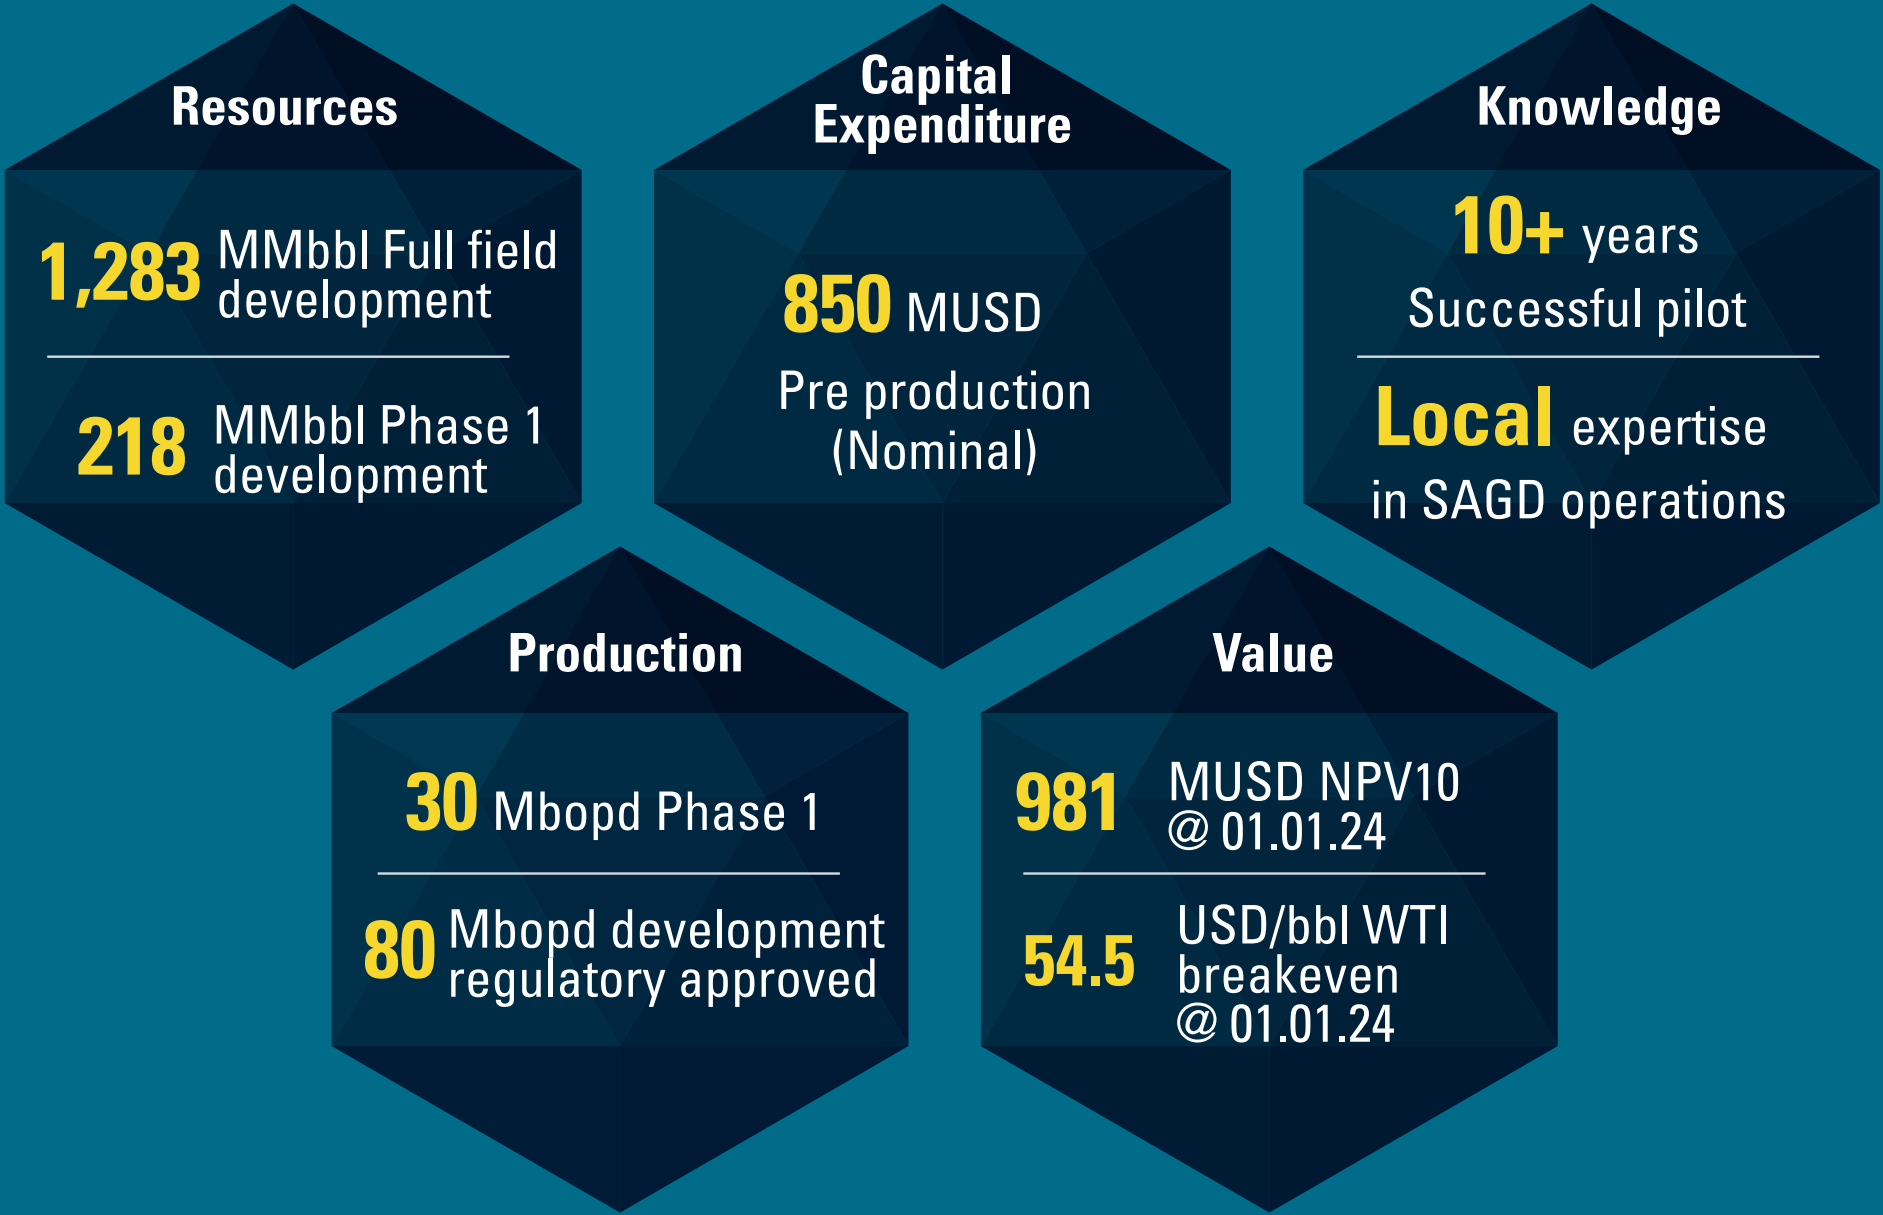 Resources
1,283 MMbbl Full field
development
218 MMbbl Phase 1
development
Capital
Expenditure
850 MUSD
Pre production
(Nominal)
Knowledge
10+ years
Successful pilot
Local expertise
in SAGD operations
Production
30 Mbopd Phase 1
80 Mbopd development
regulatory approved
Value
981 MUSD NPV10
@ 01.01.24
54.5 USD/bbl WTI
breakeven
@ 01.01.24